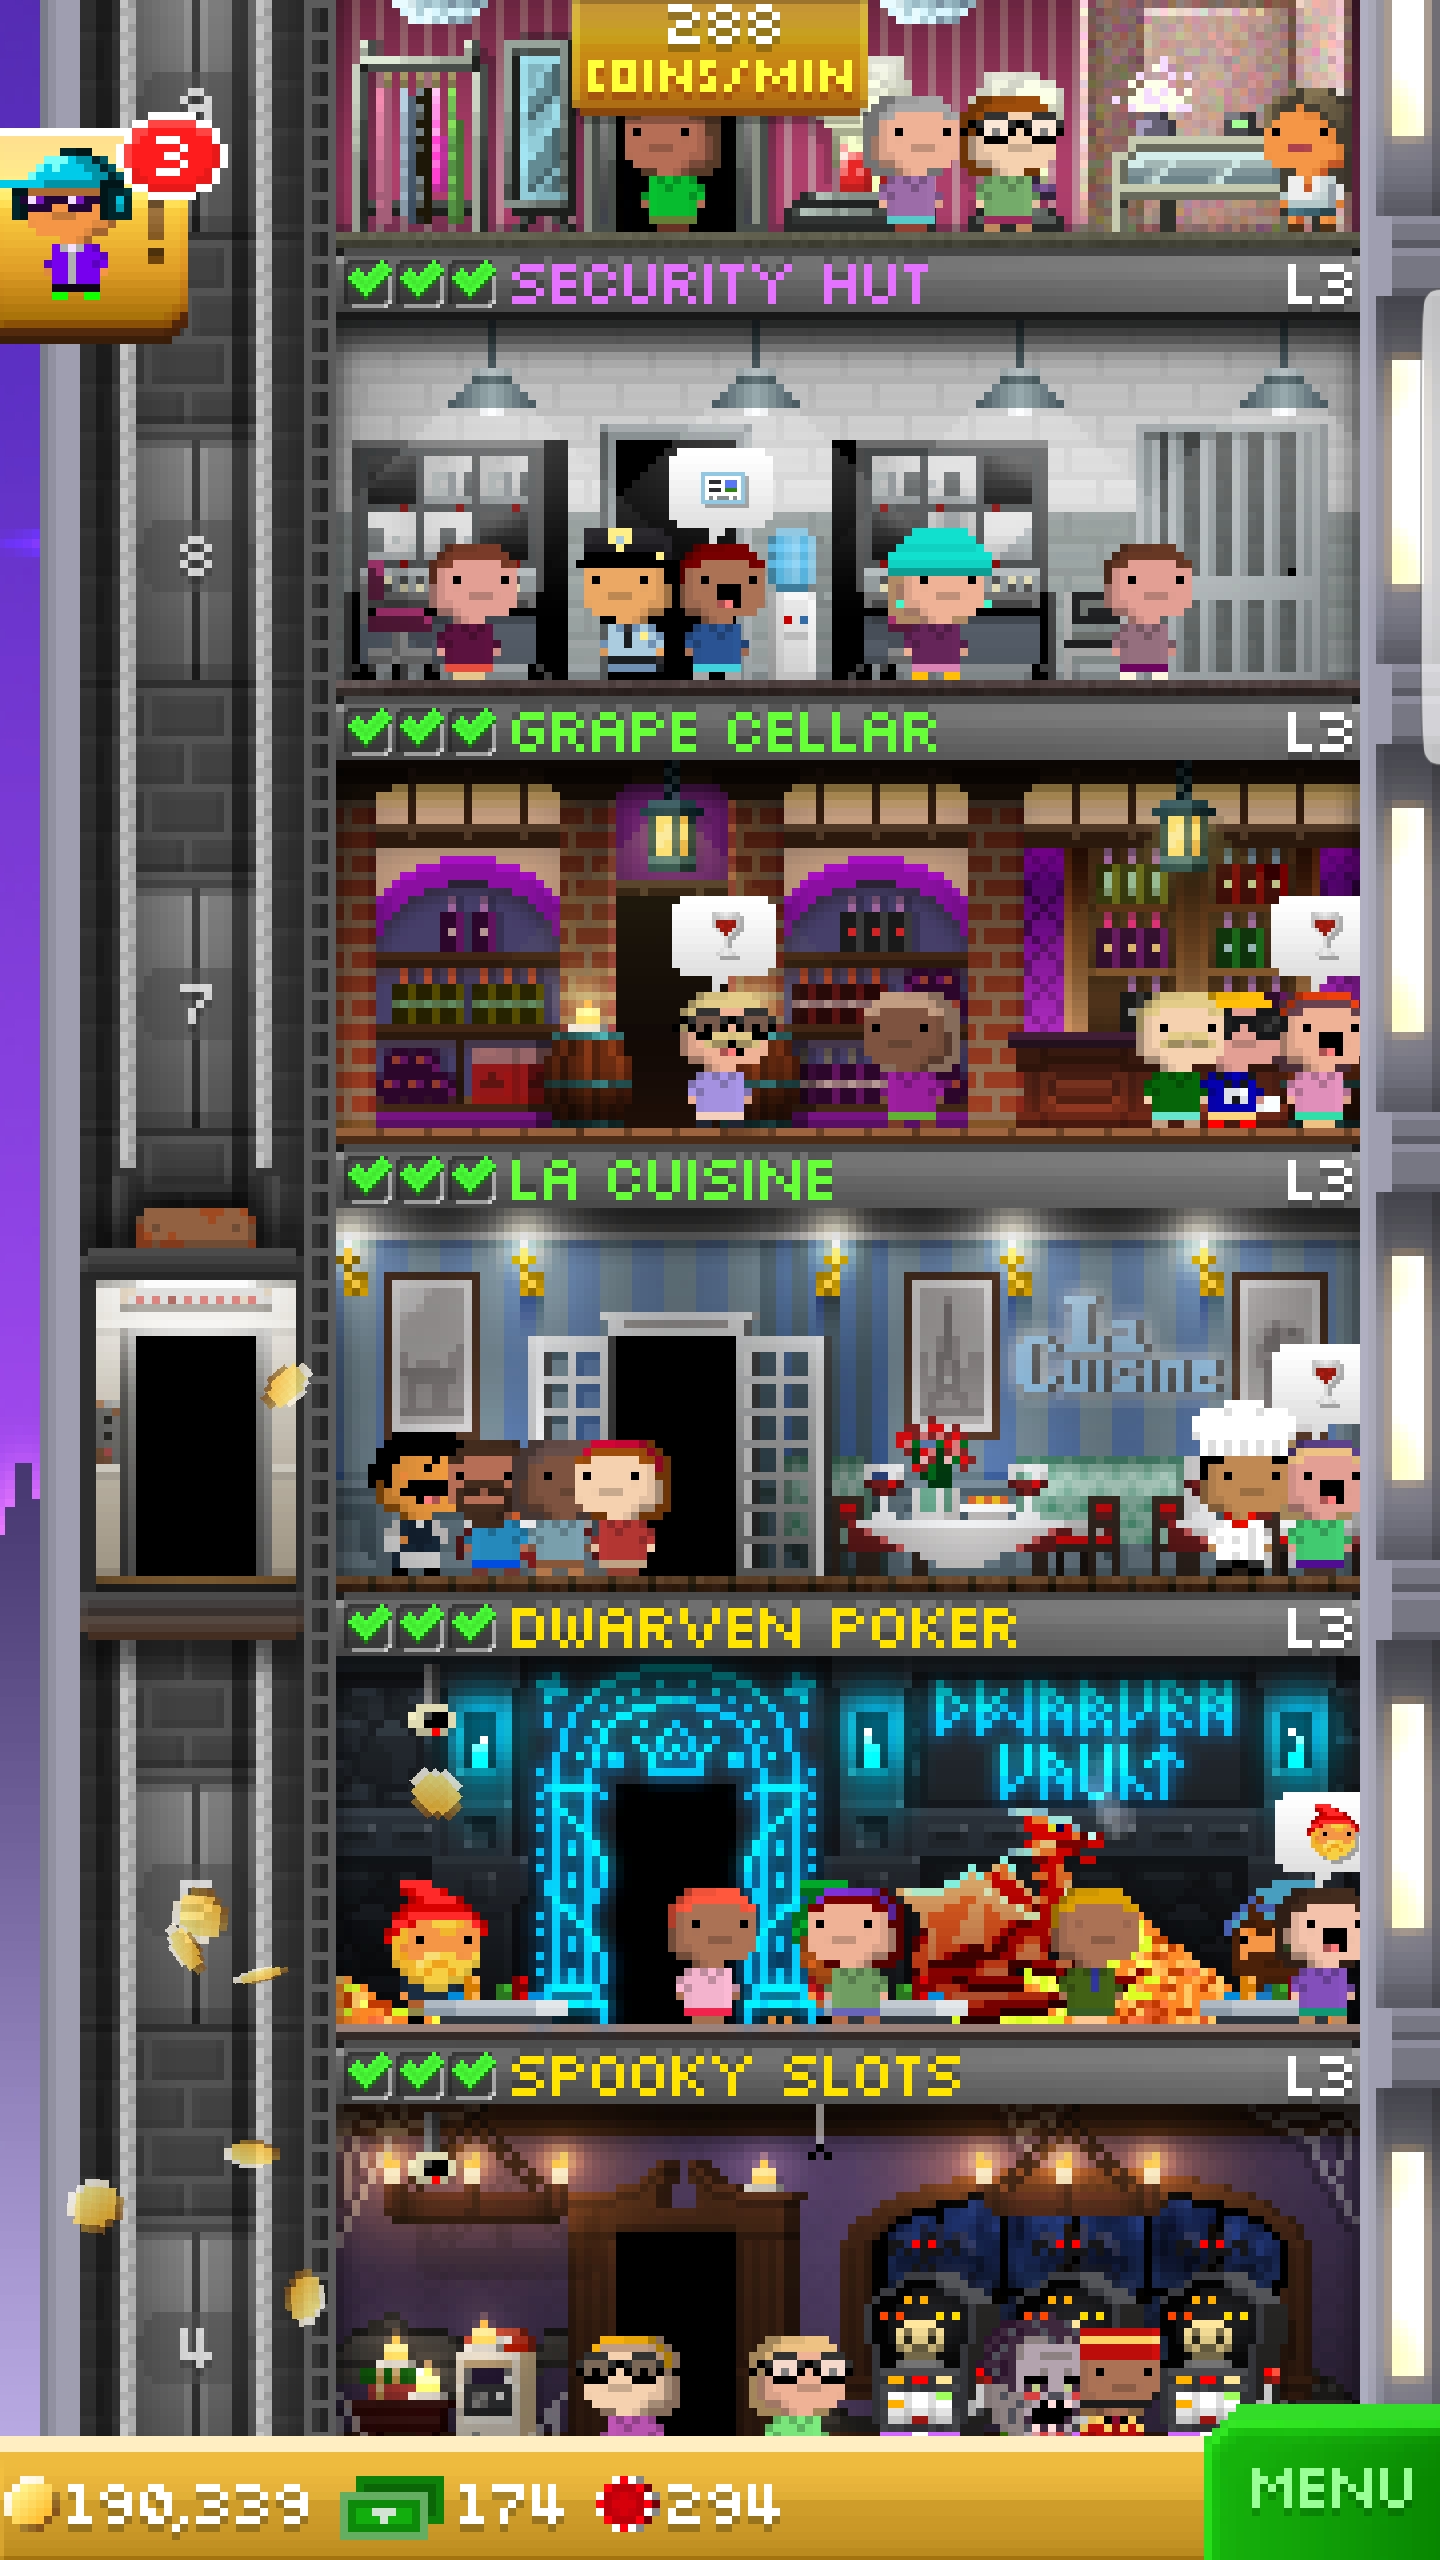 288
COINS/MIN
9
3
!
SECURITY HUT L3
8
GRAPE CELLAR L3
7
LA CUISINE L3
La
Cuisine
DWARVEN POKER L3
DWARVEN
VAULT
SPOOKY SLOTS L3
4
190,339 174 294
MENU